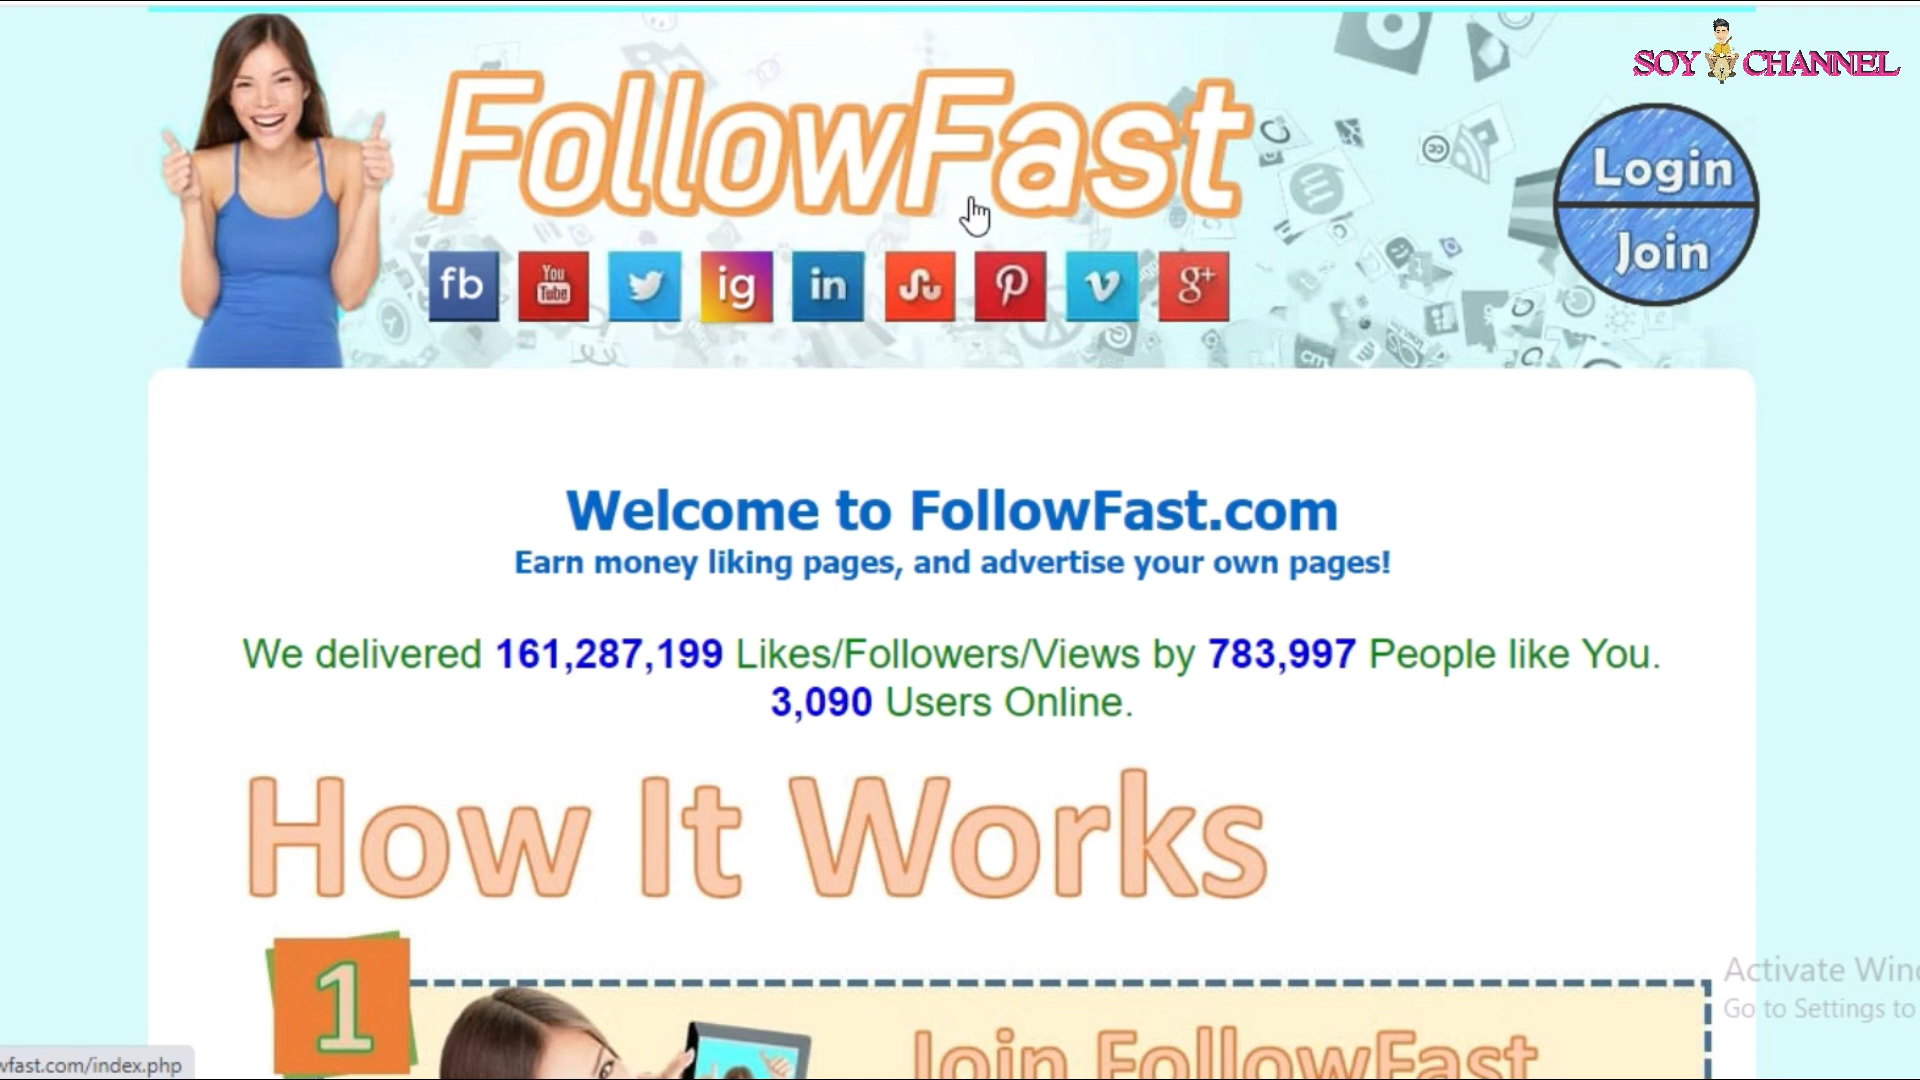 SOY CHANNEL
FollowFast
Login
Join
fb
You
Tube
ig
in
g+
Welcome to FollowFast.com
Earn money liking pages, and advertise your own pages!
We delivered 161,287,199 Likes/Followers/Views by 783,997 People like You.
3,090 Users Online.
How It Works
1
Join FollowFast
Activate Win
Go to Settings to
wfast.com/index.php